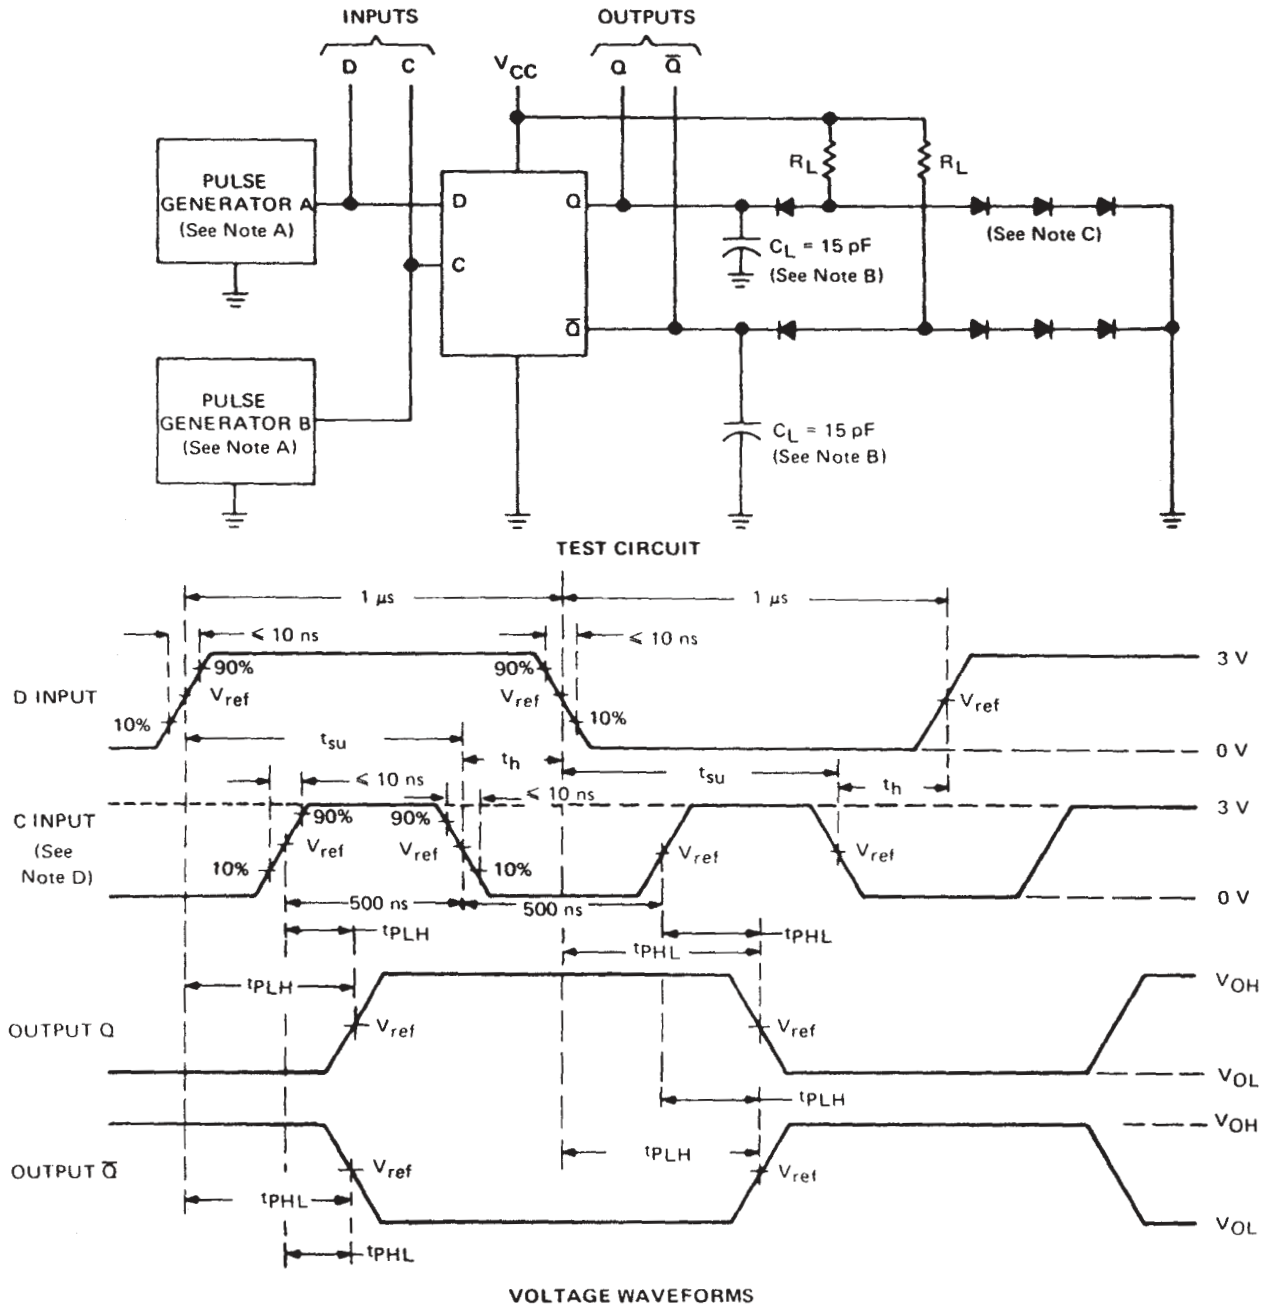 INPUTS OUTPUTS
D C VCC Q Q̅
PULSE
GENERATOR A
(See Note A)
D Q
C
Q̅
RL RL
CL = 15 pF
(See Note B)
(See Note C)
PULSE
GENERATOR B
(See Note A)
CL = 15 pF
(See Note B)
TEST CIRCUIT
1 μs 1 μs
⩽ 10 ns ⩽ 10 ns
90% 90% 3 V
D INPUT Vref Vref Vref
10% 10%
0 V
tsu th tsu th
⩽ 10 ns ⩽ 10 ns
3 V
C INPUT 90% 90%
(See
Note D)
Vref Vref Vref Vref
10% 10%
0 V
500 ns 500 ns
tPLH tPHL
tPHL
tPLH VOH
OUTPUT Q Vref Vref
VOL
tPLH
VOH
tPLH
OUTPUT Q̅ Vref Vref
tPHL
VOL
tPHL
VOLTAGE WAVEFORMS